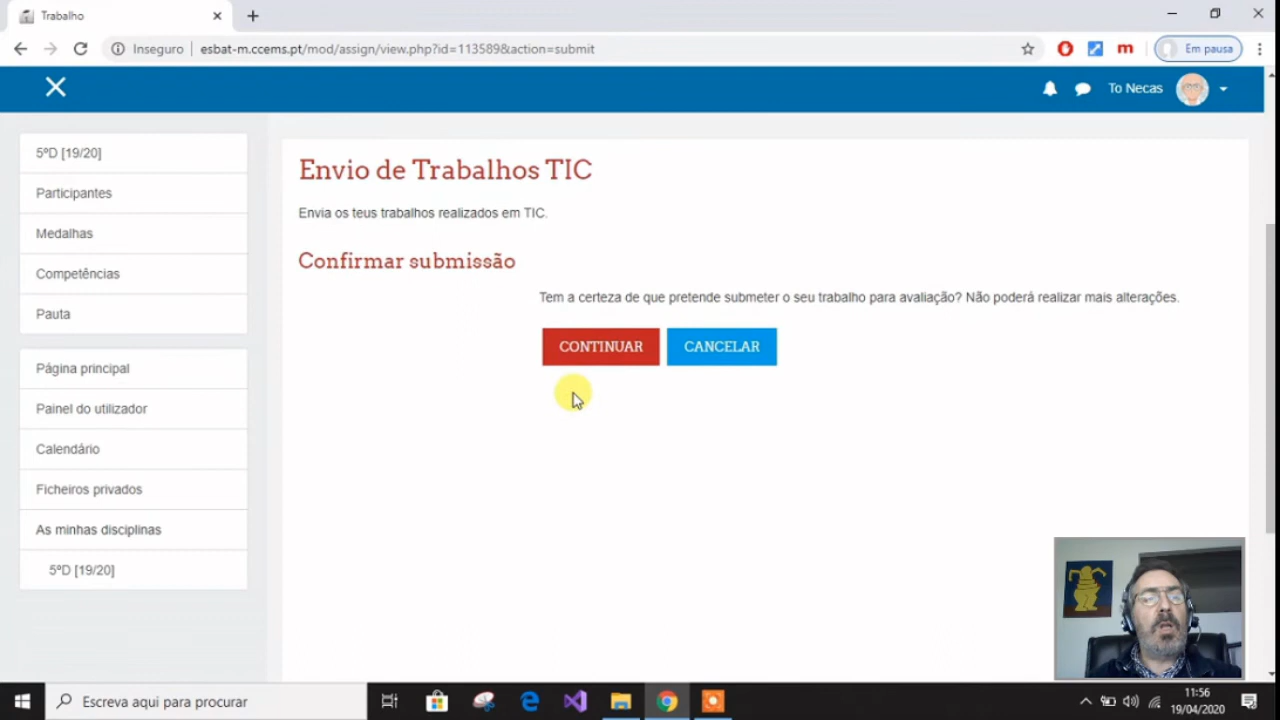 Trabalho
Inseguro
esbat-m.ccems.pt/mod/assign/view.php?id=113589&action=submit
m
Em pausa
To Necas
5ºD [19/20]
Participantes
Medalhas
Competências
Pauta
Página principal
Painel do utilizador
Calendário
Ficheiros privados
As minhas disciplinas
5ºD [19/20]
Envio de Trabalhos TIC
Envia os teus trabalhos realizados em TIC.
Confirmar submissão
Tem a certeza de que pretende submeter o seu trabalho para avaliação? Não poderá realizar mais alterações.
CONTINUAR
CANCELAR
Escreva aqui para procurar
11:56
19/04/2020